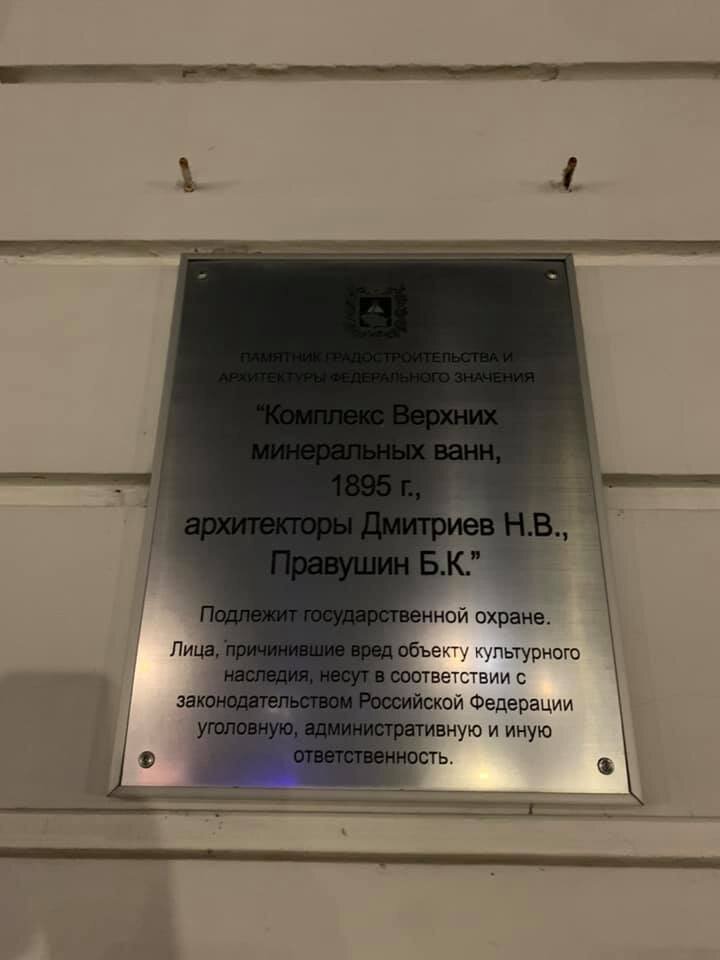 ПАМЯТНИК ГРАДОСТРОИТЕЛЬСТВА И
АРХИТЕКТУРЫ ФЕДЕРАЛЬНОГО ЗНАЧЕНИЯ
“Комплекс Верхних
минеральных ванн,
1895 г.,
архитекторы Дмитриев Н.В.,
Правушин Б.К.”
Подлежит государственной охране.
Лица, причинившие вред объекту культурного
наследия, несут в соответствии с
законодательством Российской Федерации
уголовную, административную и иную
ответственность.